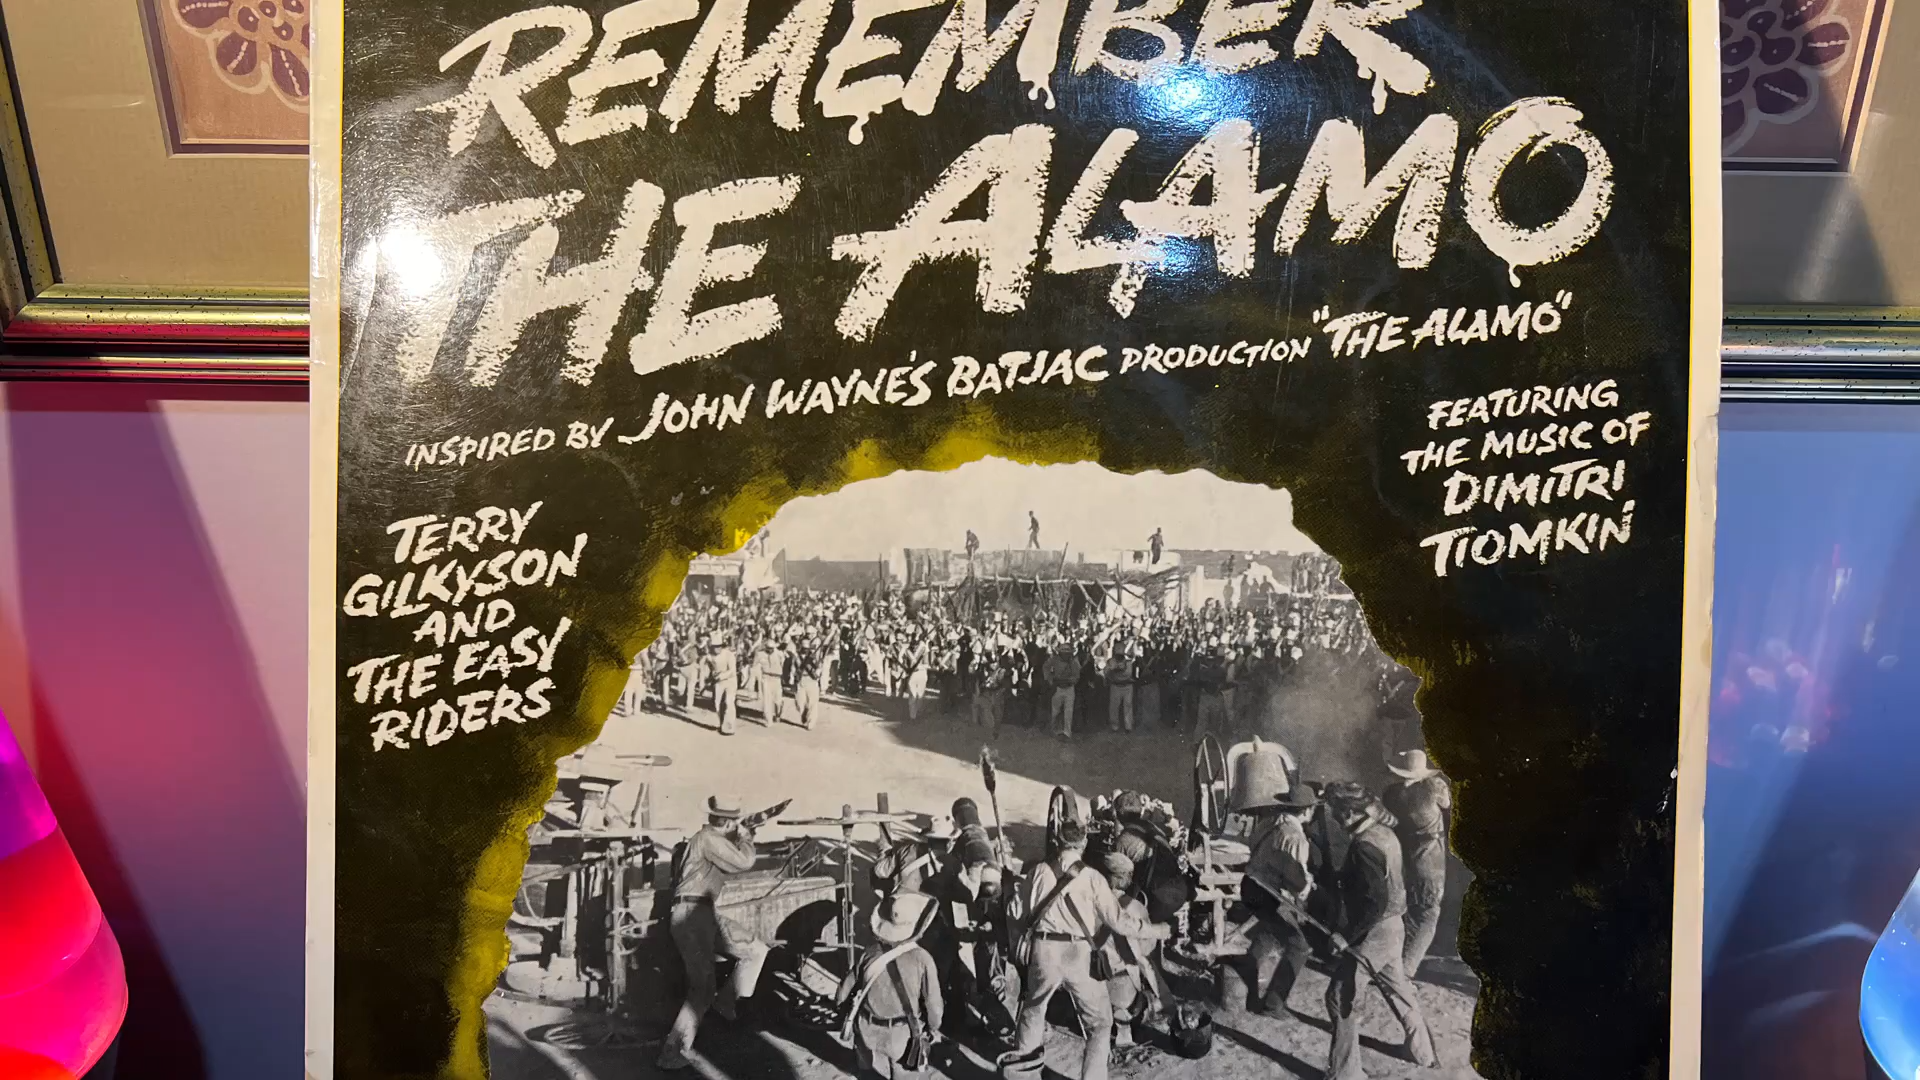 REMEMBER
THE ALAMO
INSPIRED BY JOHN WAYNE'S BATJAC PRODUCTION "THE ALAMO"
FEATURING
THE MUSIC OF
DIMITRI
TIOMKIN
TERRY
GILKYSON
AND
THE EASY
RIDERS